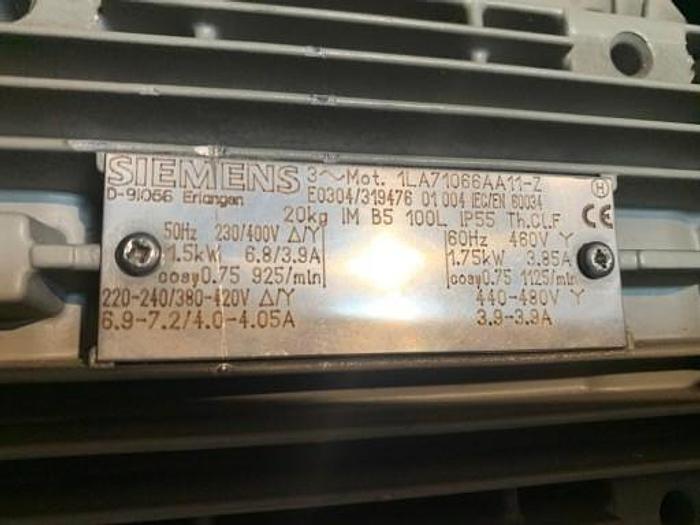 SIEMENS 3~Mot. 1LA71066AA11-Z H
D-91056 Erlangen E0304/319476 01 004 IEC/EN 60034
20kg IM B5 100L IP55 Th.Cl.F CE
50Hz 230/400V Δ/Y 60Hz 460V Y
1.5kW 6.8/3.9A 1.75kW 3.85A
cosφ0.75 925/min cosφ0.75 1125/min
220-240/380-420V Δ/Y 440-480V Y
6.9-7.2/4.0-4.05A 3.9-3.9A